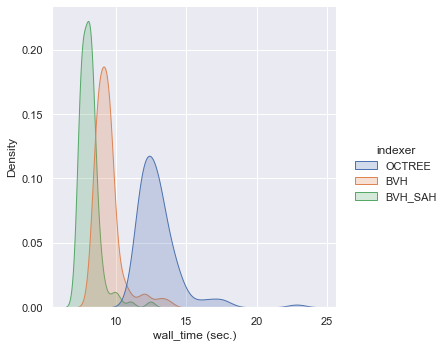 0.20
0.15
0.10
0.05
0.00
Density
10 15 20 25
wall_time (sec.)
indexer
OCTREE
BVH
BVH_SAH